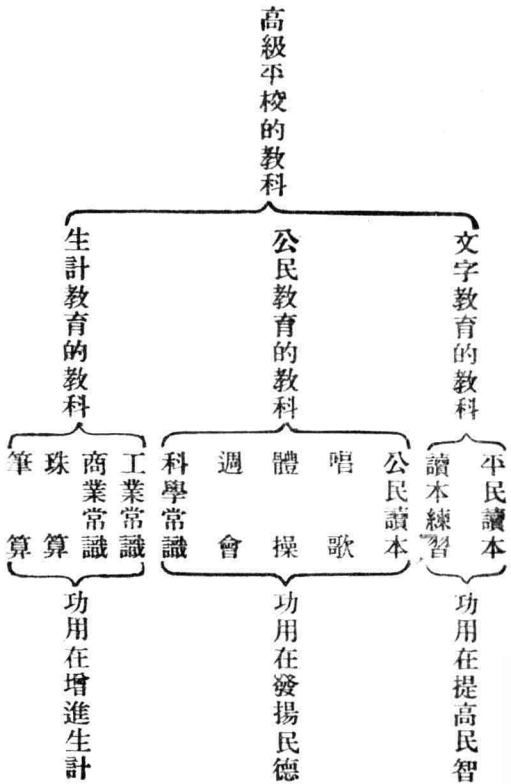 高級平校的教科
文字教育的教科
平民讀本
讀本練習
功用在提高民智
公民教育的教科
公民讀本
唱歌
體操
週會
科學常識
功用在發揚民德
生計教育的教科
工業常識
商業常識
珠算
筆算
功用在增進生計